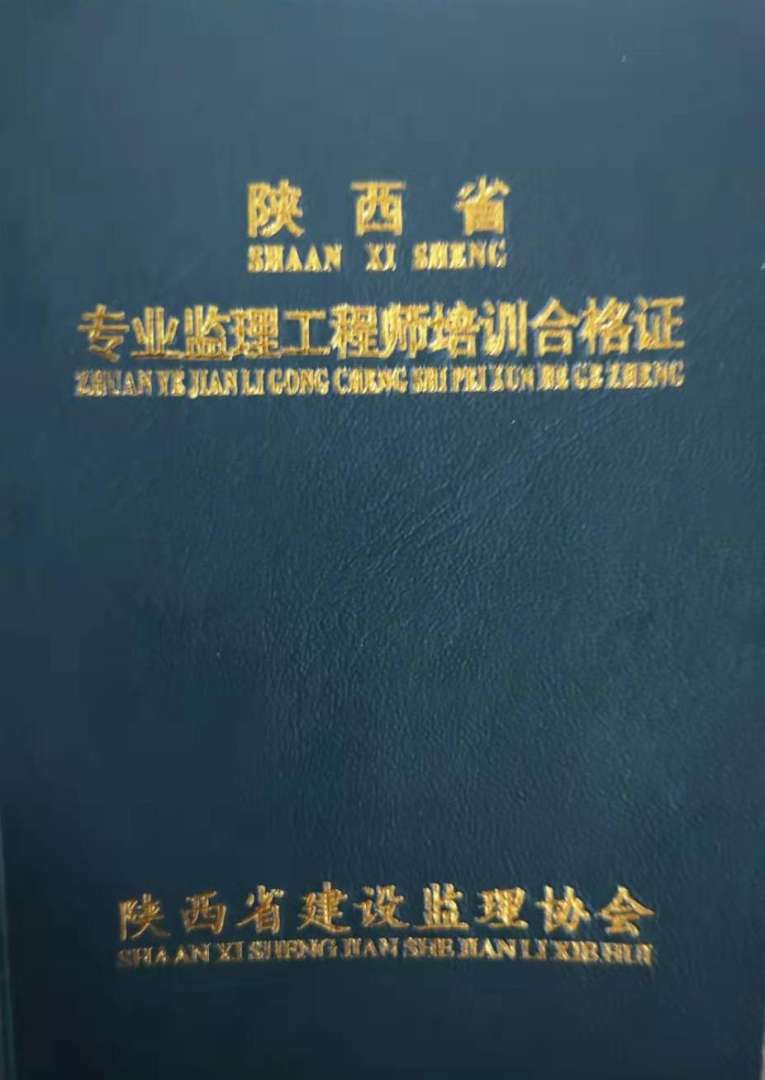 陕西省
SHAAN XI SHENG
专业监理工程师培训合格证
ZHUAN YE JIAN LI GONG CHENG SHI PEI XUN HE GE ZHENG
陕西省建设监理协会
SHAAN XI SHENG JIAN SHE JIAN LI XIE HUI